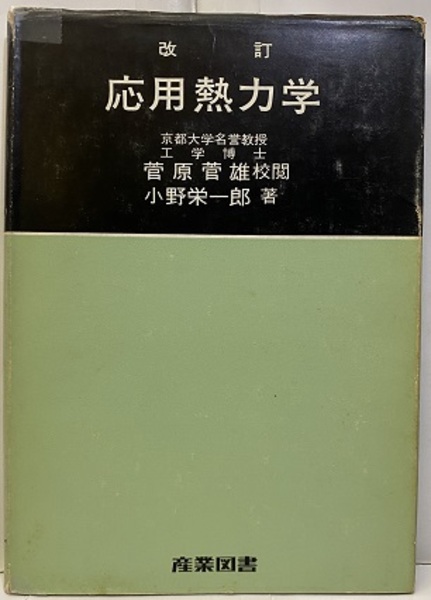 改訂
応用熱力学
京都大学名誉教授
工学博士
菅原菅雄校閲
小野栄一郎 著
産業図書